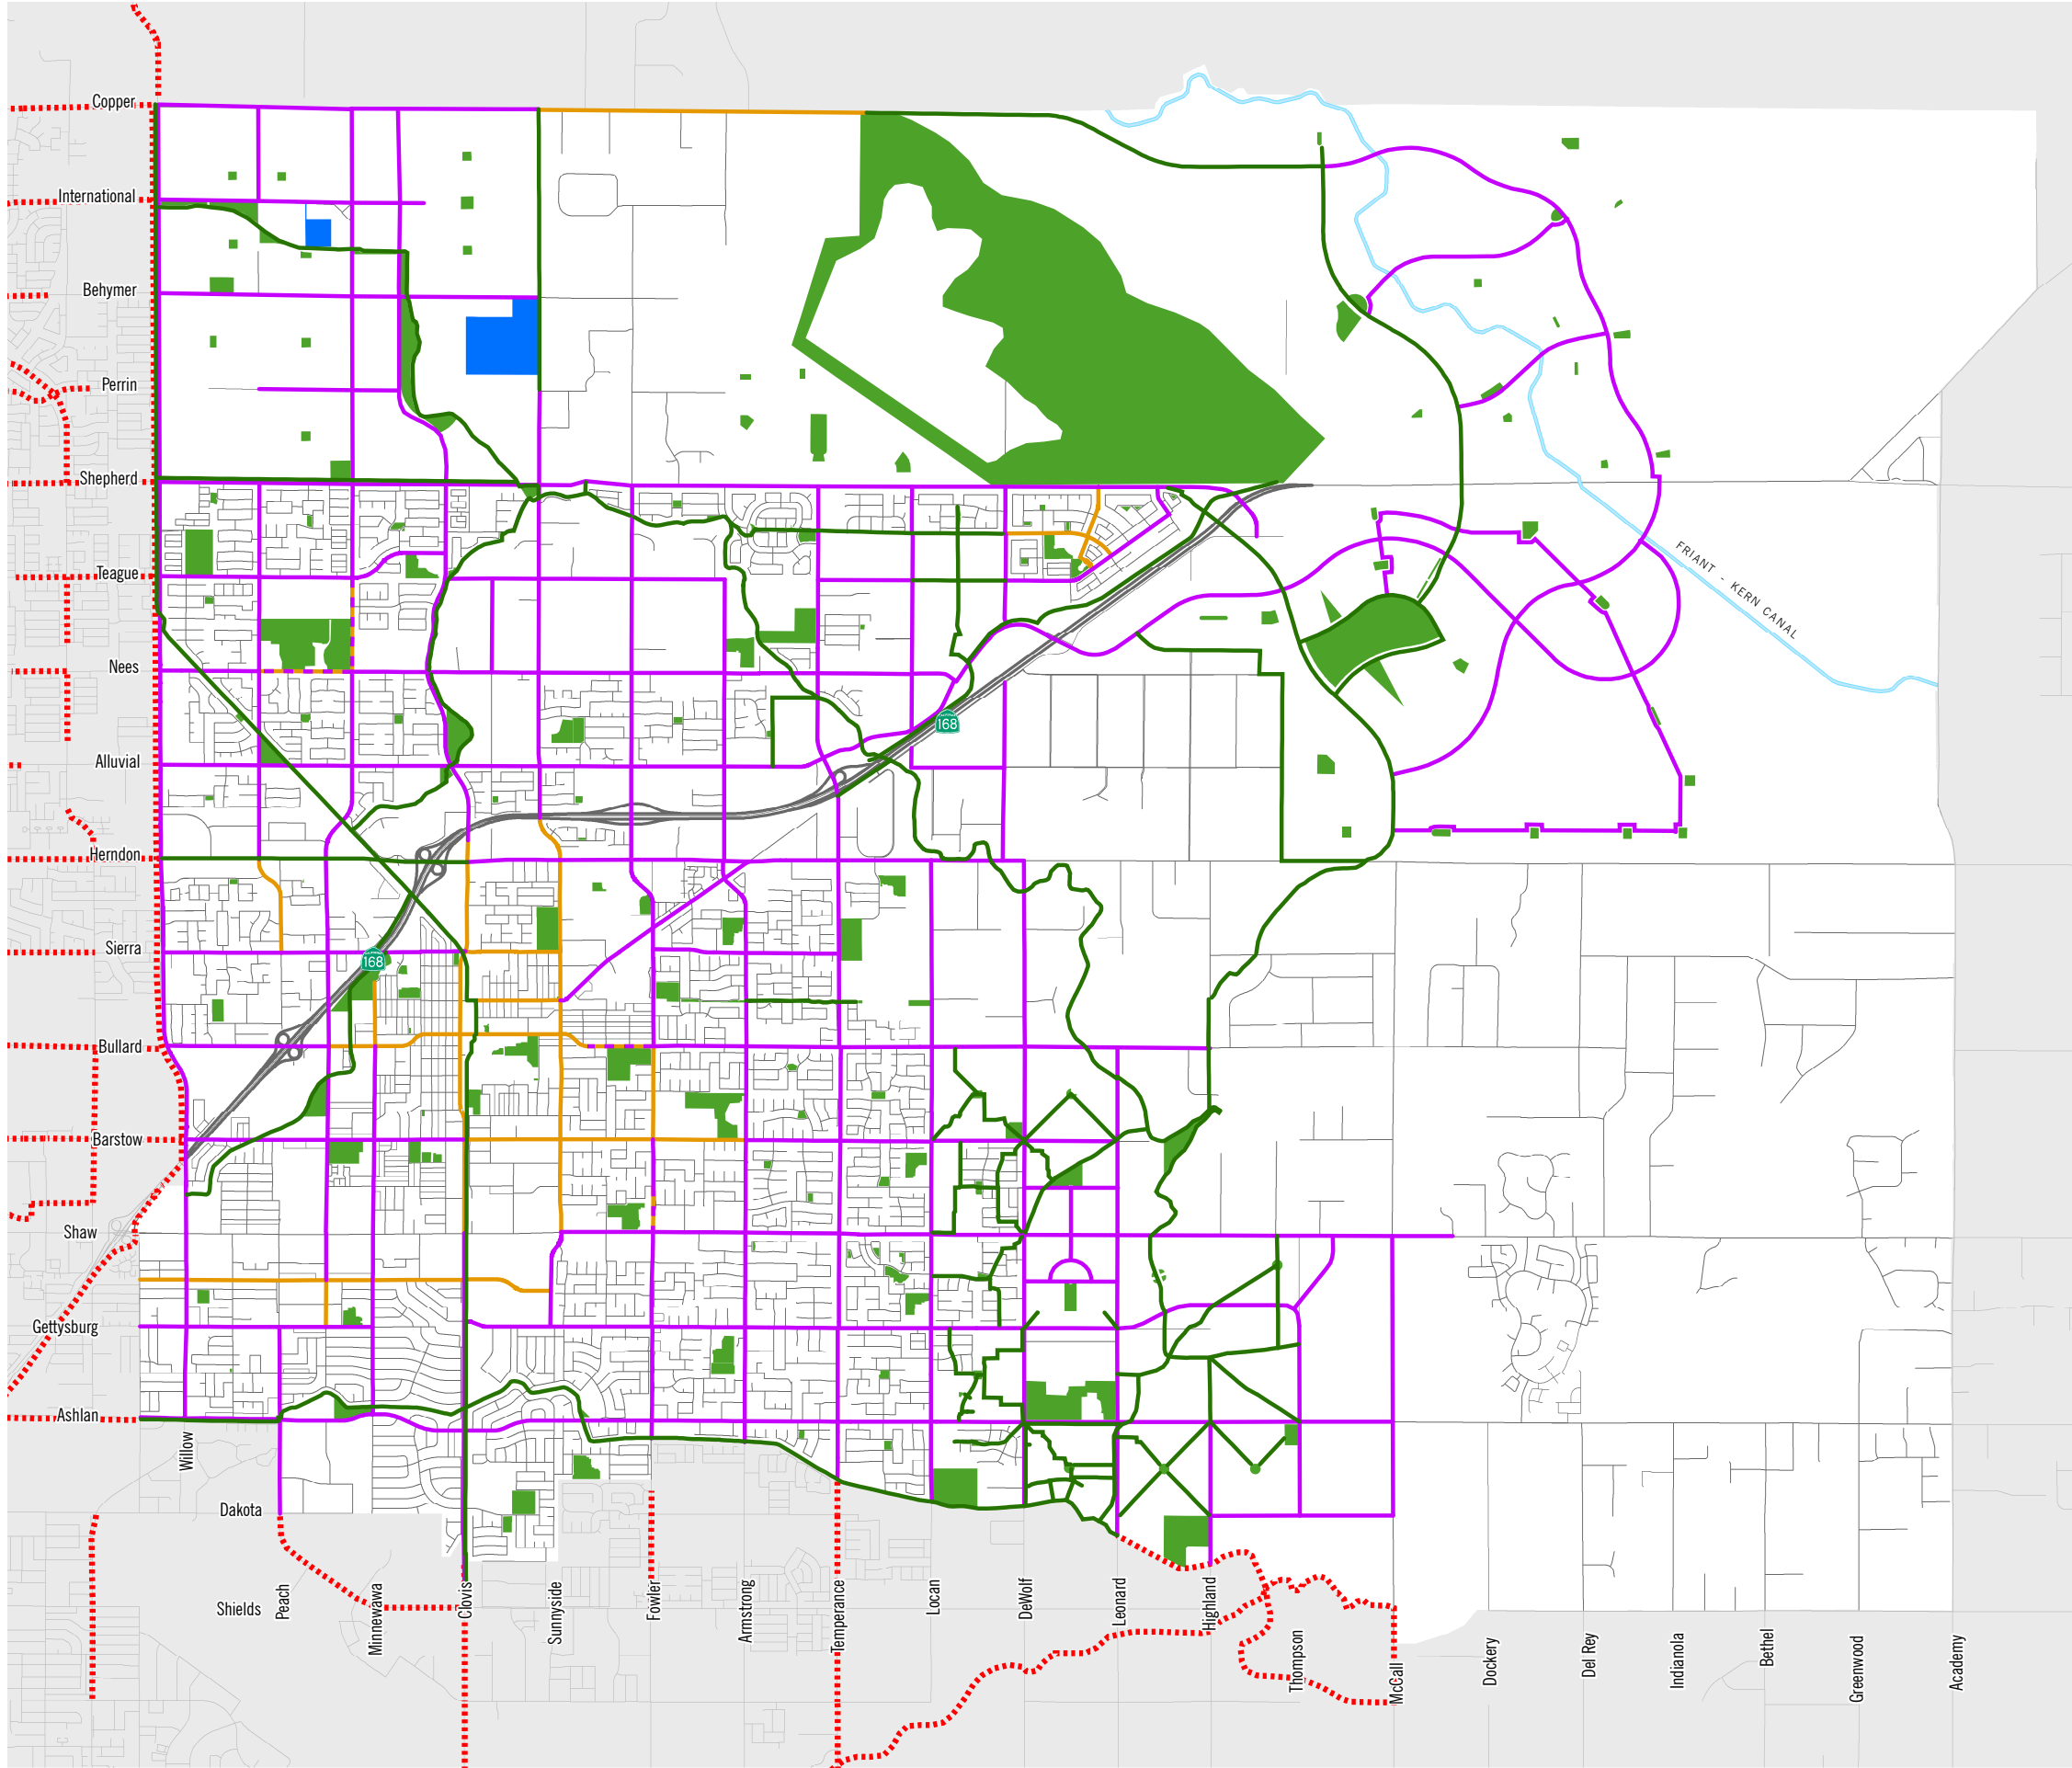 Copper
International
Behymer
Perrin
Shepherd
Teague
FRIANT - KERN CANAL
Nees
168
Alluvial
Herndon
Sierra
168
Bullard
Barstow
Shaw
Gettysburg
Ashlan
Willow
Dakota
Shields
Peach
Minnewawa
Clovis
Sunnyside
Fowler
Armstrong
Temperance
Locan
DeWolf
Leonard
Highland
Thompson
McCall
Dockery
Del Rey
Indianola
Bethel
Greenwood
Academy